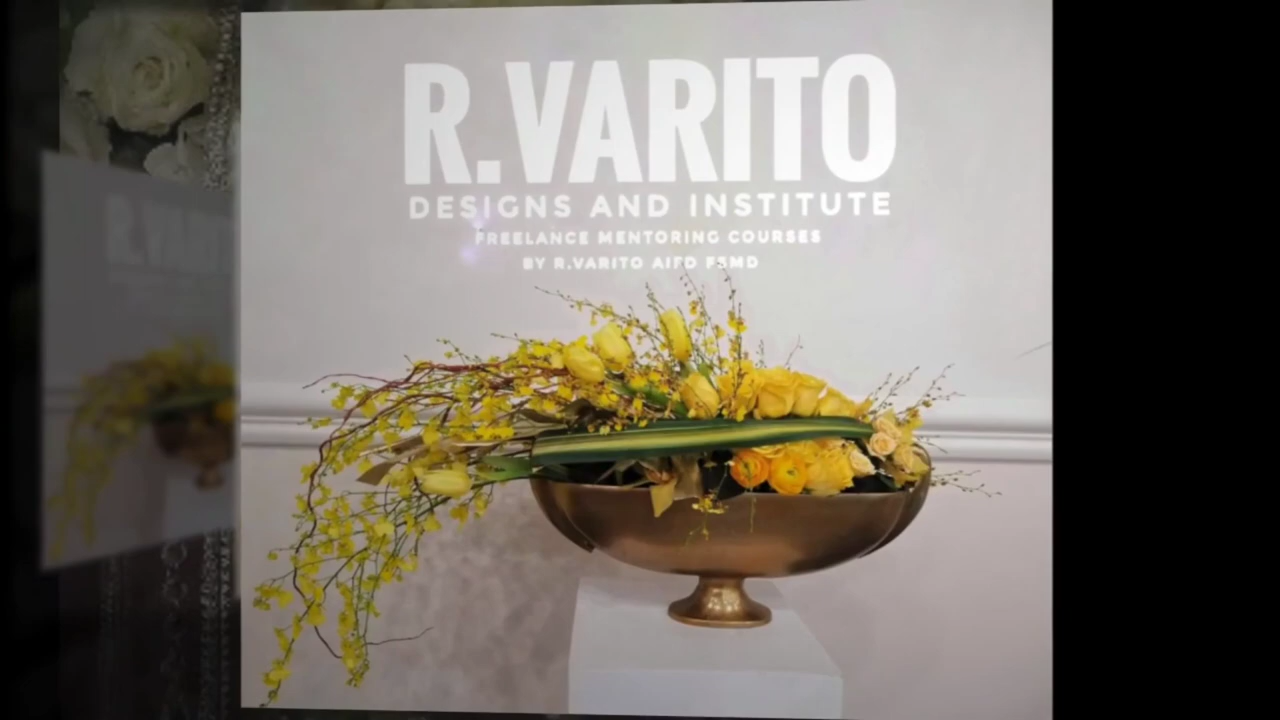 R.VARITO
DESIGNS AND INSTITUTE
FREELANCE MENTORING COURSES
BY R.VARITO AIFD FSMD